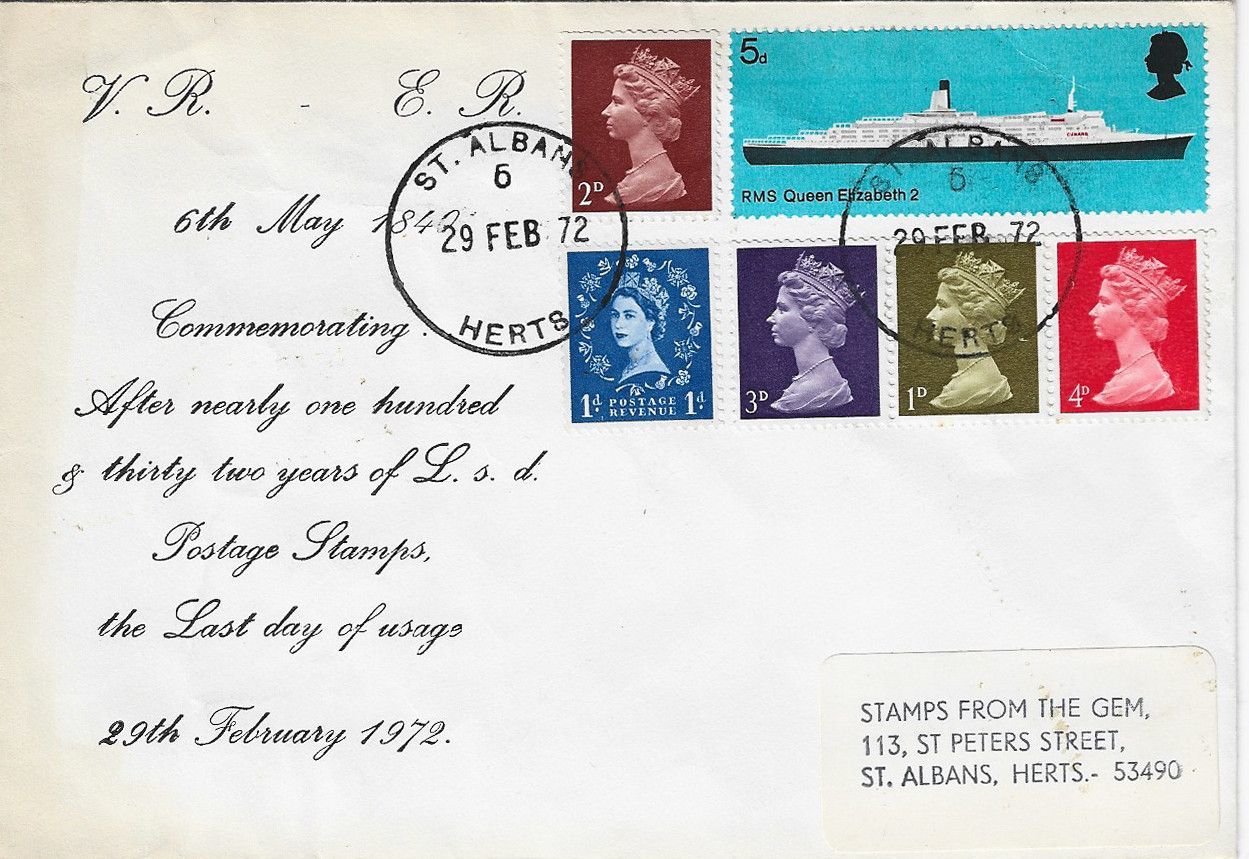 V. R. - E. R.
6th May 1840
Commemorating.
After nearly one hundred
& thirty two years of L. s. d.
Postage Stamps,
the Last day of usage
29th February 1972.
2D
5d
CUNARD
RMS Queen Elizabeth 2
ST. ALBANS
6
29 FEB 72
HERTS
ST. ALBANS
6
29 FEB 72
HERTS
1d POSTAGE REVENUE 1d
3D
1D
4D
STAMPS FROM THE GEM,
113, ST PETERS STREET,
ST. ALBANS, HERTS.- 53490